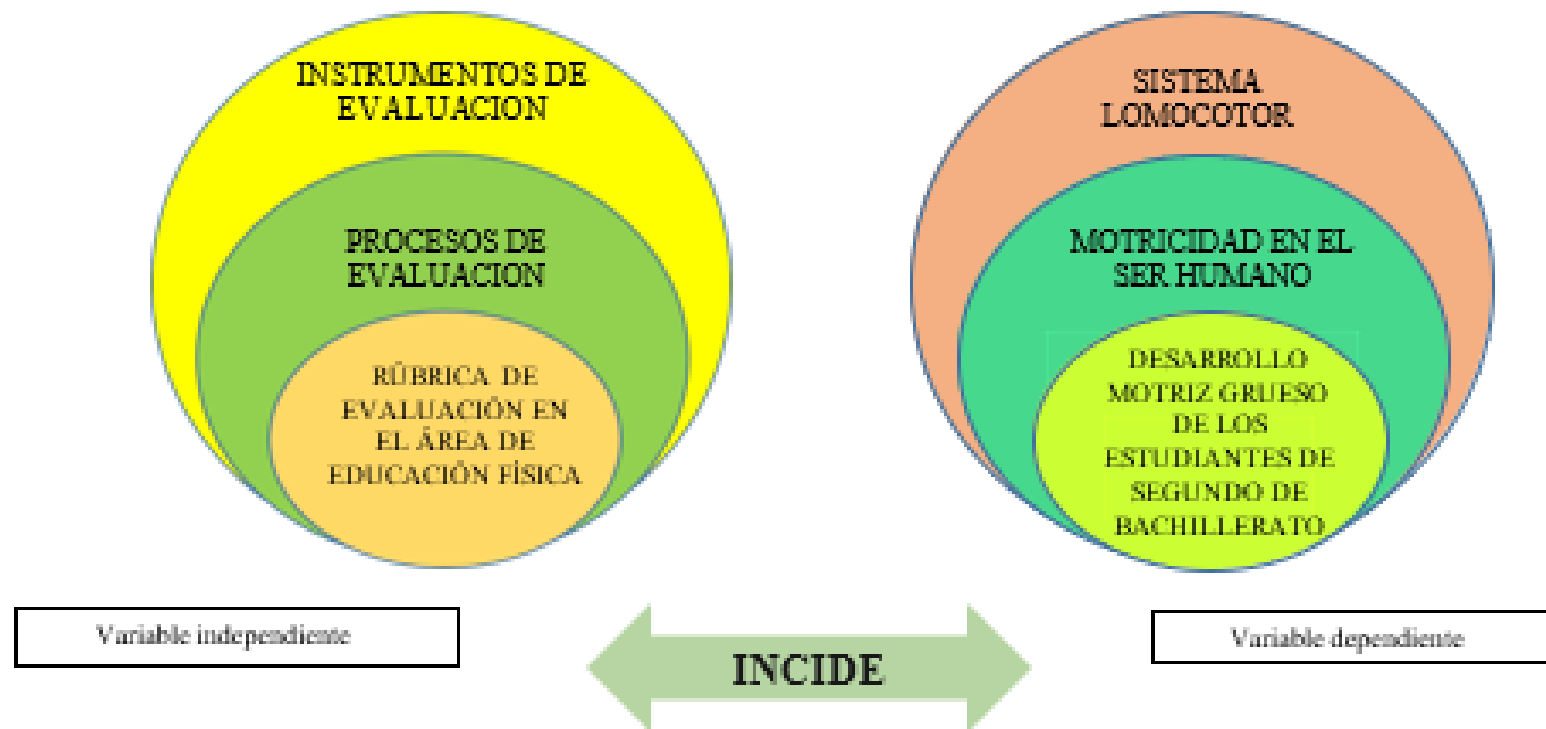 INSTRUMENTOS DE
EVALUACION
PROCESOS DE
EVALUACION
RÚBRICA DE
EVALUACIÓN EN
EL ÁREA DE
EDUCACIÓN FÍSICA
SISTEMA
LOMOCOTOR
MOTRICIDAD EN EL
SER HUMANO
DESARROLLO
MOTRIZ GRUESO
DE LOS
ESTUDIANTES DE
SEGUNDO DE
BACHILLERATO
Variable independiente
INCIDE
Variable dependiente